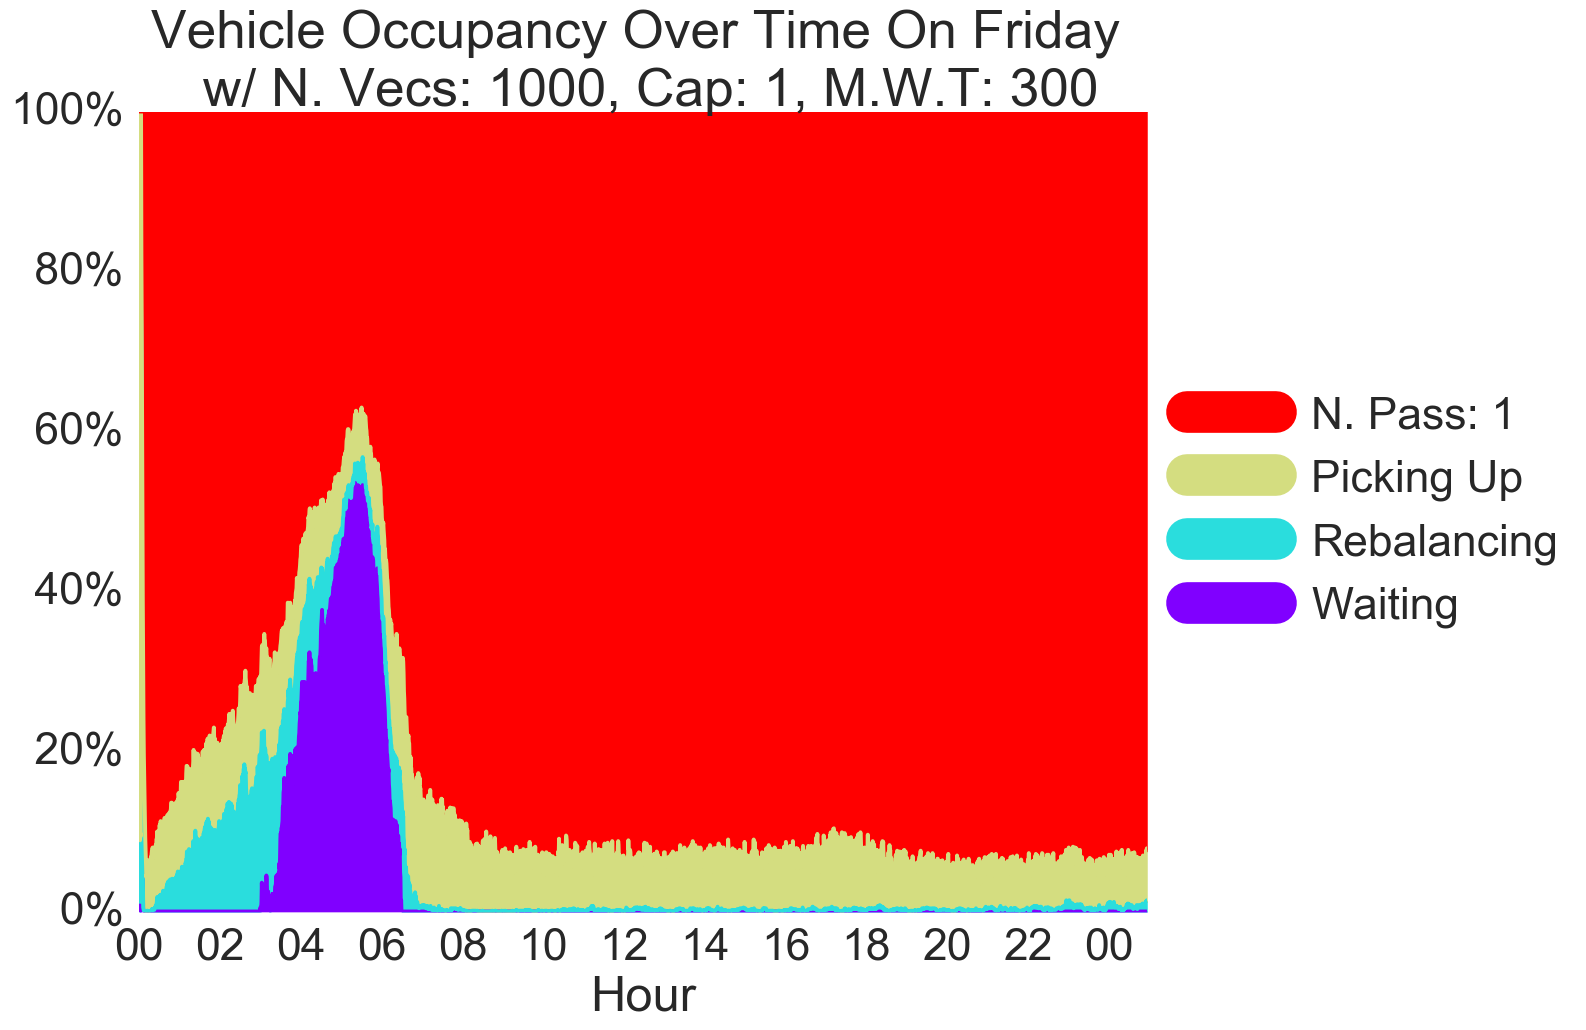 Vehicle Occupancy Over Time On Friday
w/ N. Vecs: 1000, Cap: 1, M.W.T: 300
100%
80%
60%
40%
20%
0%
00 02 04 06 08 10 12 14 16 18 20 22 00
Hour
N. Pass: 1
Picking Up
Rebalancing
Waiting